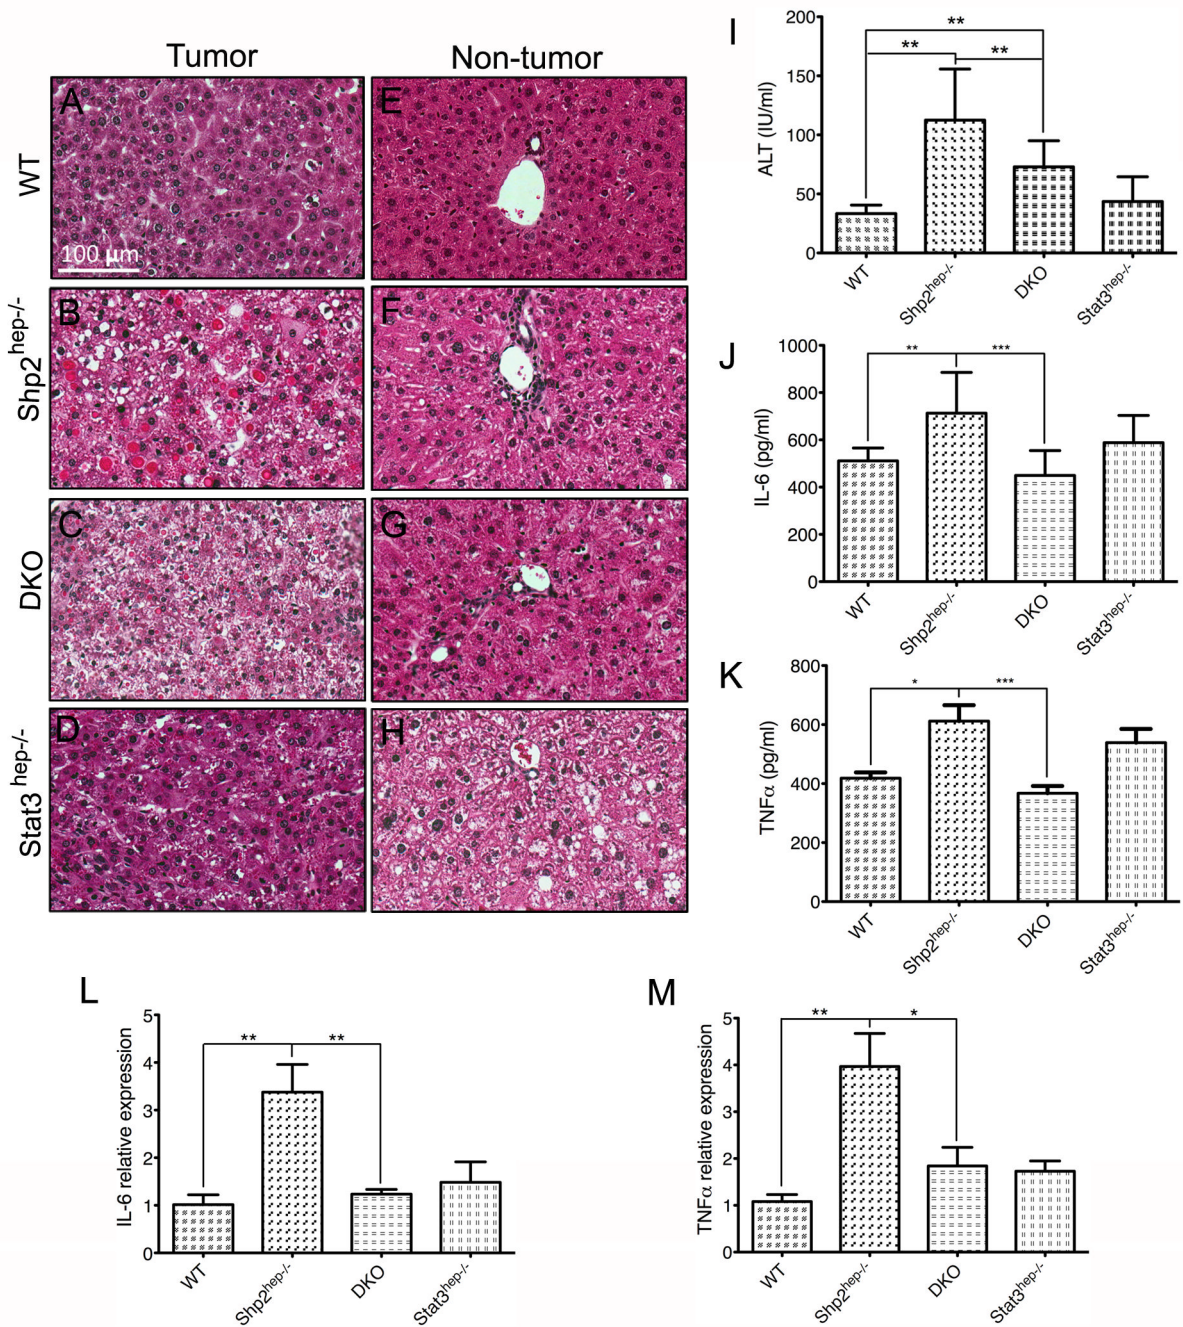 Tumor
Non-tumor
WT
Shp2hep-/-
DKO
Stat3hep-/-
A
E
100 μm
B
F
C
G
D
H
I
ALT (IU/ml)
200
150
100
50
0
**
**
**
WT
Shp2hep-/-
DKO
Stat3hep-/-
J
IL-6 (pg/ml)
1000
800
600
400
200
0
**
***
WT
Shp2hep-/-
DKO
Stat3hep-/-
K
TNFα (pg/ml)
800
600
400
200
0
*
***
WT
Shp2hep-/-
DKO
Stat3hep-/-
L
IL-6 relative expression
5
4
3
2
1
0
**
**
WT
Shp2hep-/-
DKO
Stat3hep-/-
M
TNFα relative expression
5
4
3
2
1
0
**
*
WT
Shp2hep-/-
DKO
Stat3hep-/-